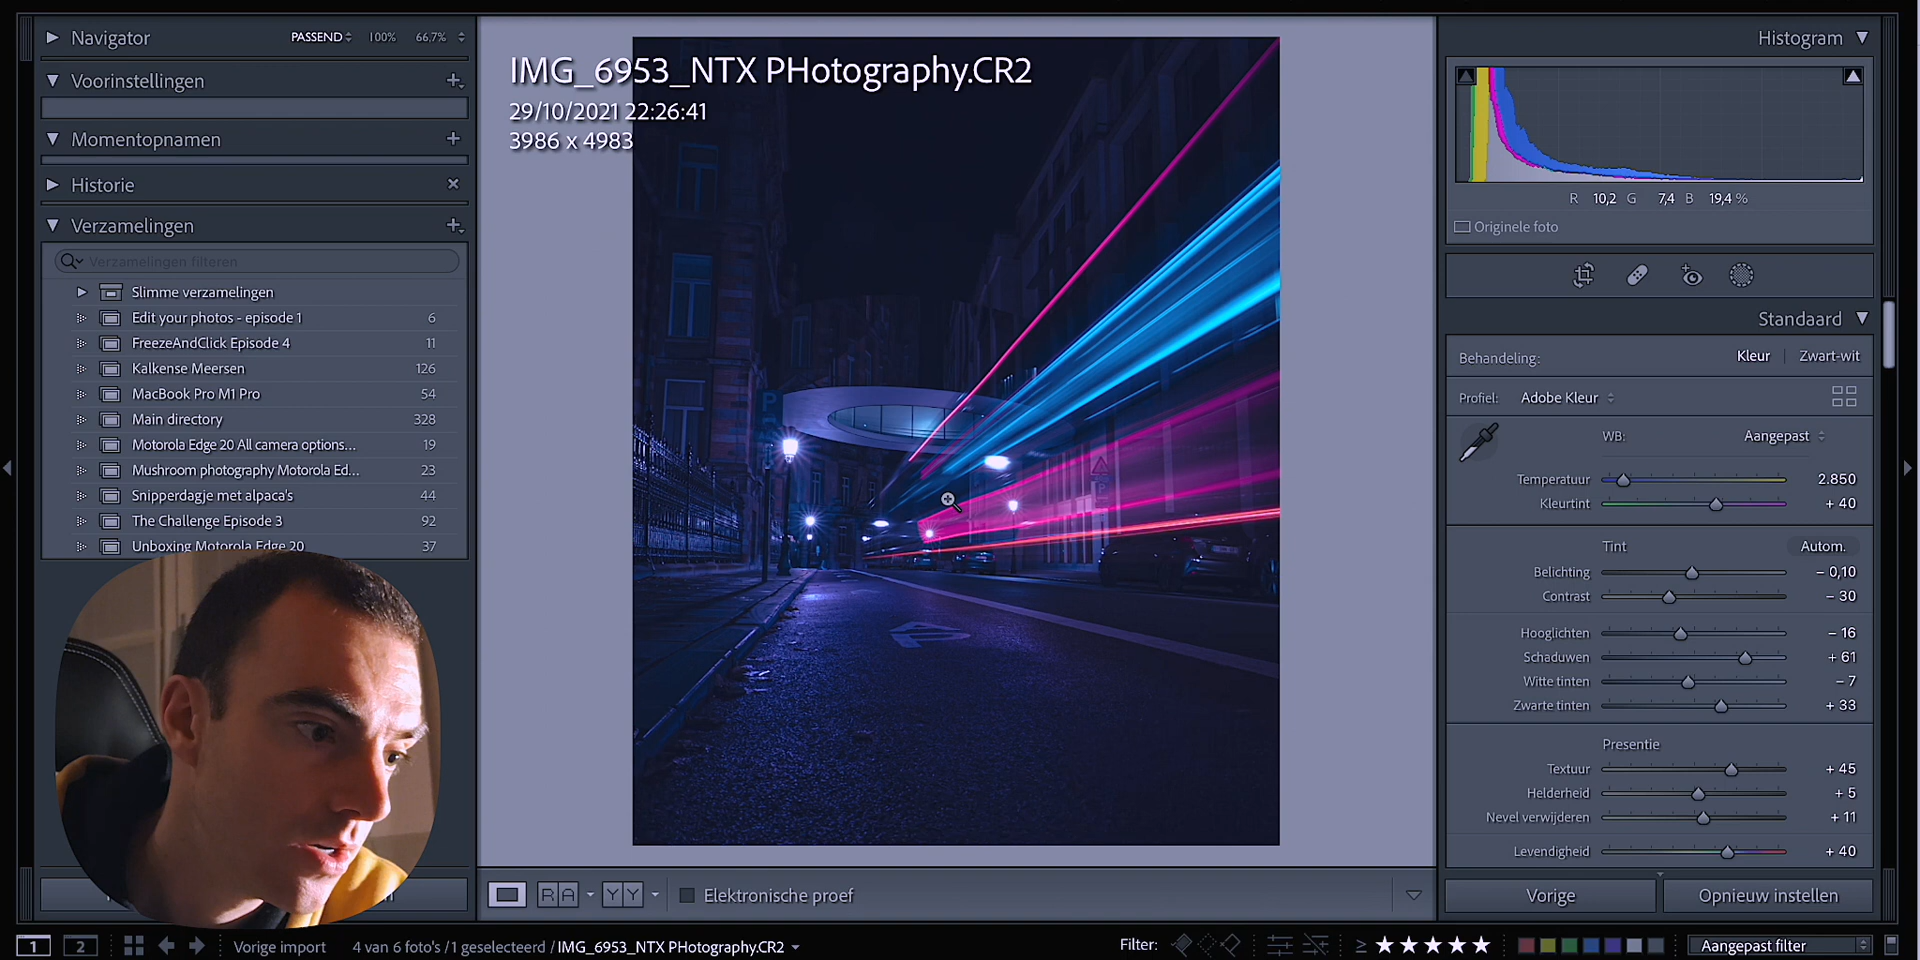 Navigator PASSEND 100% 66,7%
Voorinstellingen
Momentopnamen
Historie
Verzamelingen
Verzamelingen filteren
Slimme verzamelingen
Edit your photos - episode 1 6
FreezeAndClick Episode 4 11
Kalkense Meersen 126
MacBook Pro M1 Pro 54
Main directory 328
Motorola Edge 20 All camera options... 19
Mushroom photography Motorola Ed... 23
Snipperdagje met alpaca's 44
The Challenge Episode 3 92
Unboxing Motorola Edge 20 37
IMG_6953_NTX PHotography.CR2
29/10/2021 22:26:41
3986 x 4983
P
Histogram
R 10,2 G 7,4 B 19,4 %
Originele foto
Standaard
Behandeling: Kleur Zwart-wit
Profiel: Adobe Kleur
WB: Aangepast
Temperatuur 2.850
Kleurtint + 40
Tint Autom.
Belichting – 0,10
Contrast – 30
Hooglichten – 16
Schaduwen + 61
Witte tinten – 7
Zwarte tinten + 33
Presentie
Textuur + 45
Helderheid + 5
Nevel verwijderen + 11
Levendigheid + 40
Vorige Opnieuw instellen
R A Y Y Elektronische proef
1 2 Vorige import 4 van 6 foto's /1 geselecteerd / IMG_6953_NTX PHotography.CR2
Filter: ≥ ★★★★★ Aangepast filter